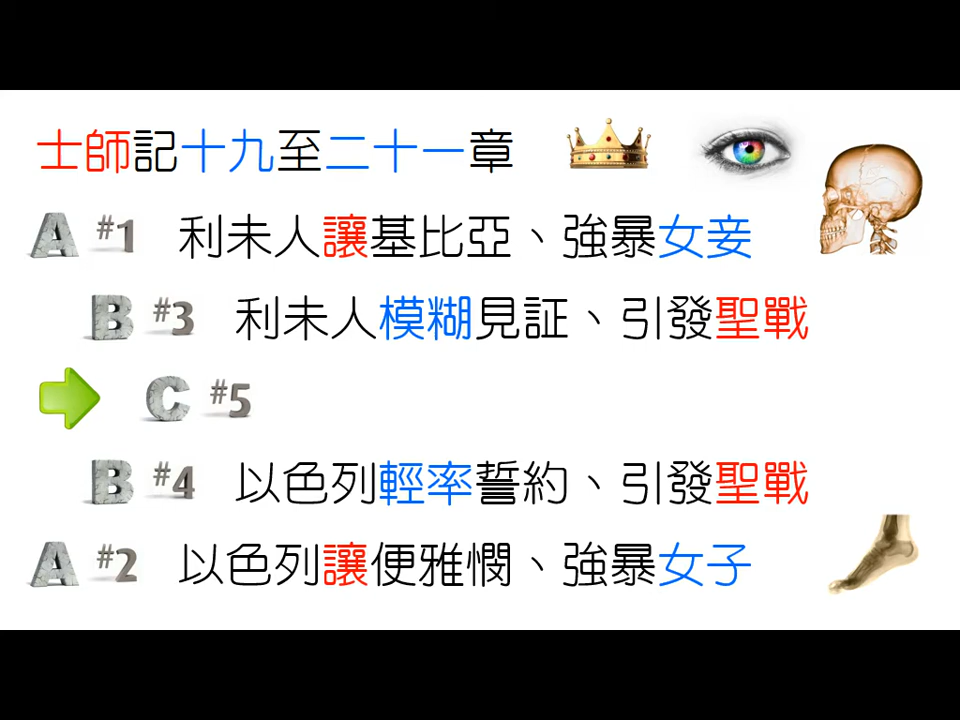 士師記十九至二十一章
A #1 利未人讓基比亞、強暴女妾
B #3 利未人模糊見証、引發聖戰
C #5
B #4 以色列輕率誓約、引發聖戰
A #2 以色列讓便雅憫、強暴女子